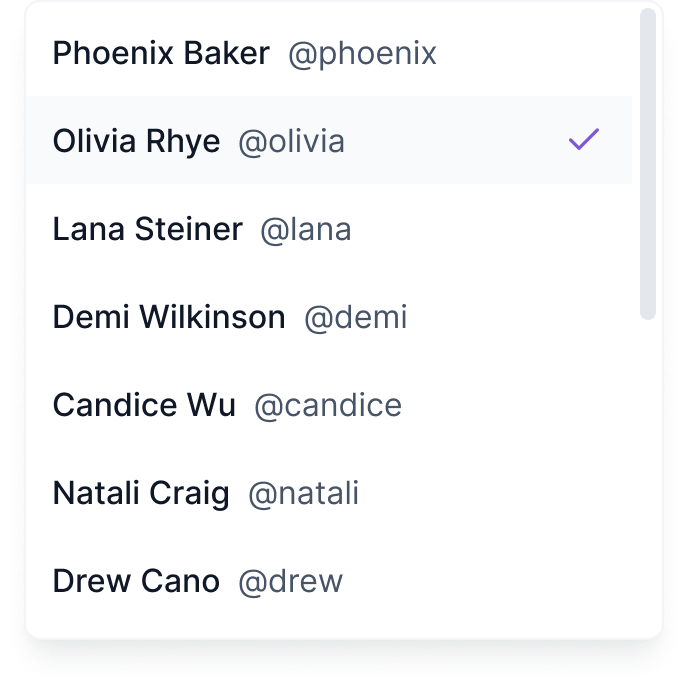 Phoenix Baker @phoenix
Olivia Rhye @olivia
Lana Steiner @lana
Demi Wilkinson @demi
Candice Wu @candice
Natali Craig @natali
Drew Cano @drew